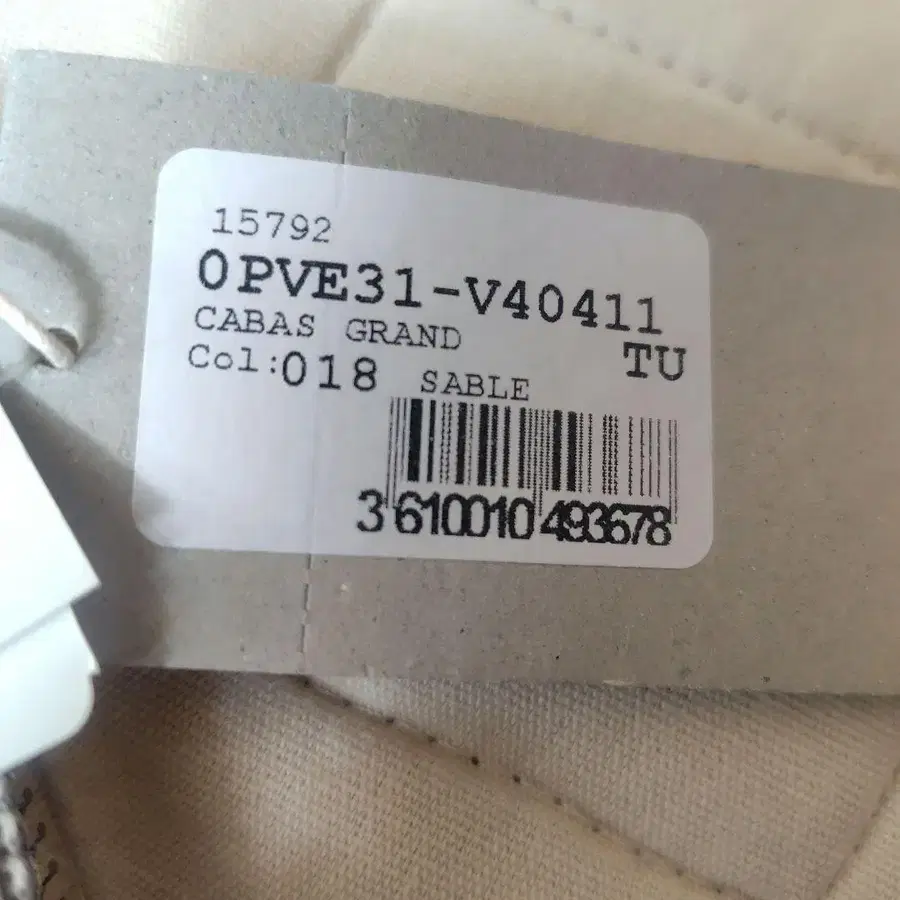 15792
0PVE31-V40411
CABAS GRAND
TU
Col:018 SABLE
3 610010 493678